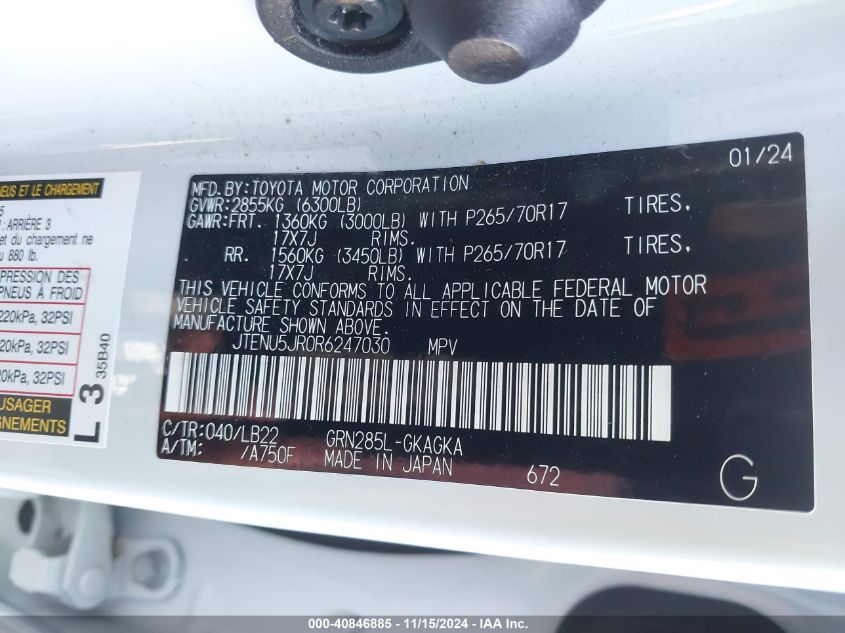 NEUS ET LE CHARGEMENT
: ARRIÈRE 3
et du chargement ne
880 lb.
PRESSION DES
PNEUS À FROID
220kPa, 32PSI
20kPa, 32PSI
20kPa, 32PSI
USAGER
GNEMENTS
L 3
35B40
01/24
MFD. BY: TOYOTA MOTOR CORPORATION
GVWR: 2855KG (6300LB)
GAWR: FRT. 1360KG (3000LB) WITH P265/70R17 TIRES,
17X7J RIMS.
RR. 1560KG (3450LB) WITH P265/70R17 TIRES,
17X7J RIMS.
THIS VEHICLE CONFORMS TO ALL APPLICABLE FEDERAL MOTOR
VEHICLE SAFETY STANDARDS IN EFFECT ON THE DATE OF
MANUFACTURE SHOWN ABOVE.
JTENU5JR0R6247030 MPV
C/TR: 040/LB22 GRN285L-GKAGKA
A/TM: /A750F MADE IN JAPAN 672
G
000-40846885 - 11/15/2024 - IAAI.COM.